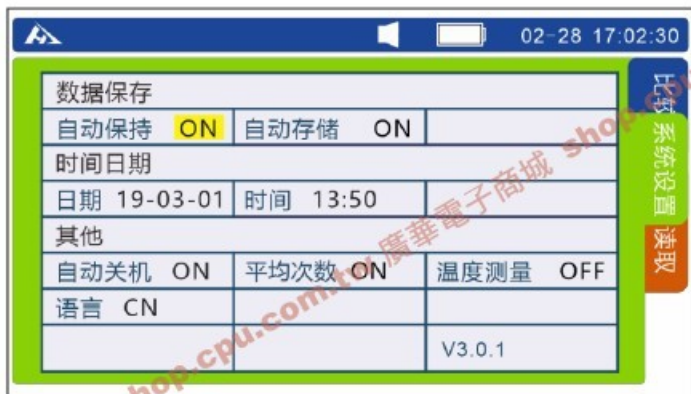 02-28 17:02:30
数据保存
自动保持 ON 自动存储 ON
时间日期
日期 19-03-01 时间 13:50
其他
自动关机 ON 平均次数 ON 温度测量 OFF
语言 CN
V3.0.1
比较
系统设置
读取
shop.cpu.com.tw 廣華電子商城 shop.cpu.com